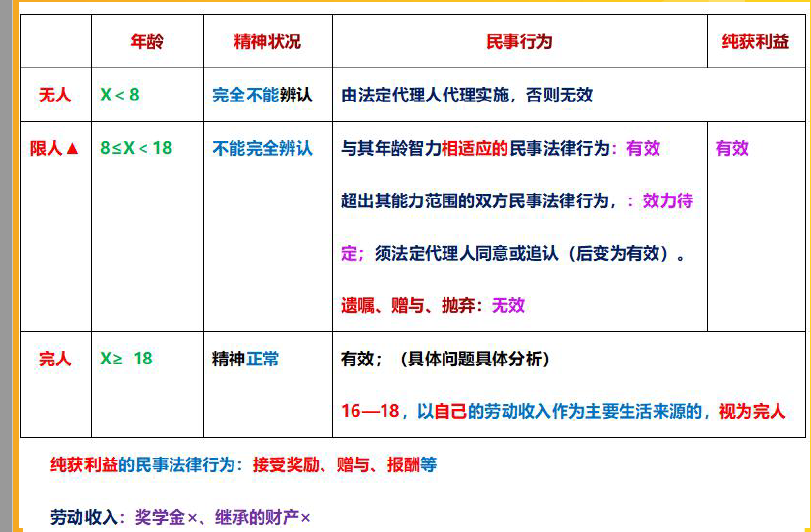 年龄 精神状况 民事行为 纯获利益
无人 X＜8 完全不能辨认 由法定代理人代理实施，否则无效
限人▲ 8≤X＜18 不能完全辨认 与其年龄智力相适应的民事法律行为：有效 有效
超出其能力范围的双方民事法律行为，：效力待
定；须法定代理人同意或追认（后变为有效）。
遗嘱、赠与、抛弃：无效
完人 X≥ 18 精神正常 有效；（具体问题具体分析）
16—18，以自己的劳动收入作为主要生活来源的，视为完人
纯获利益的民事法律行为：接受奖励、赠与、报酬等
劳动收入：奖学金×、继承的财产×